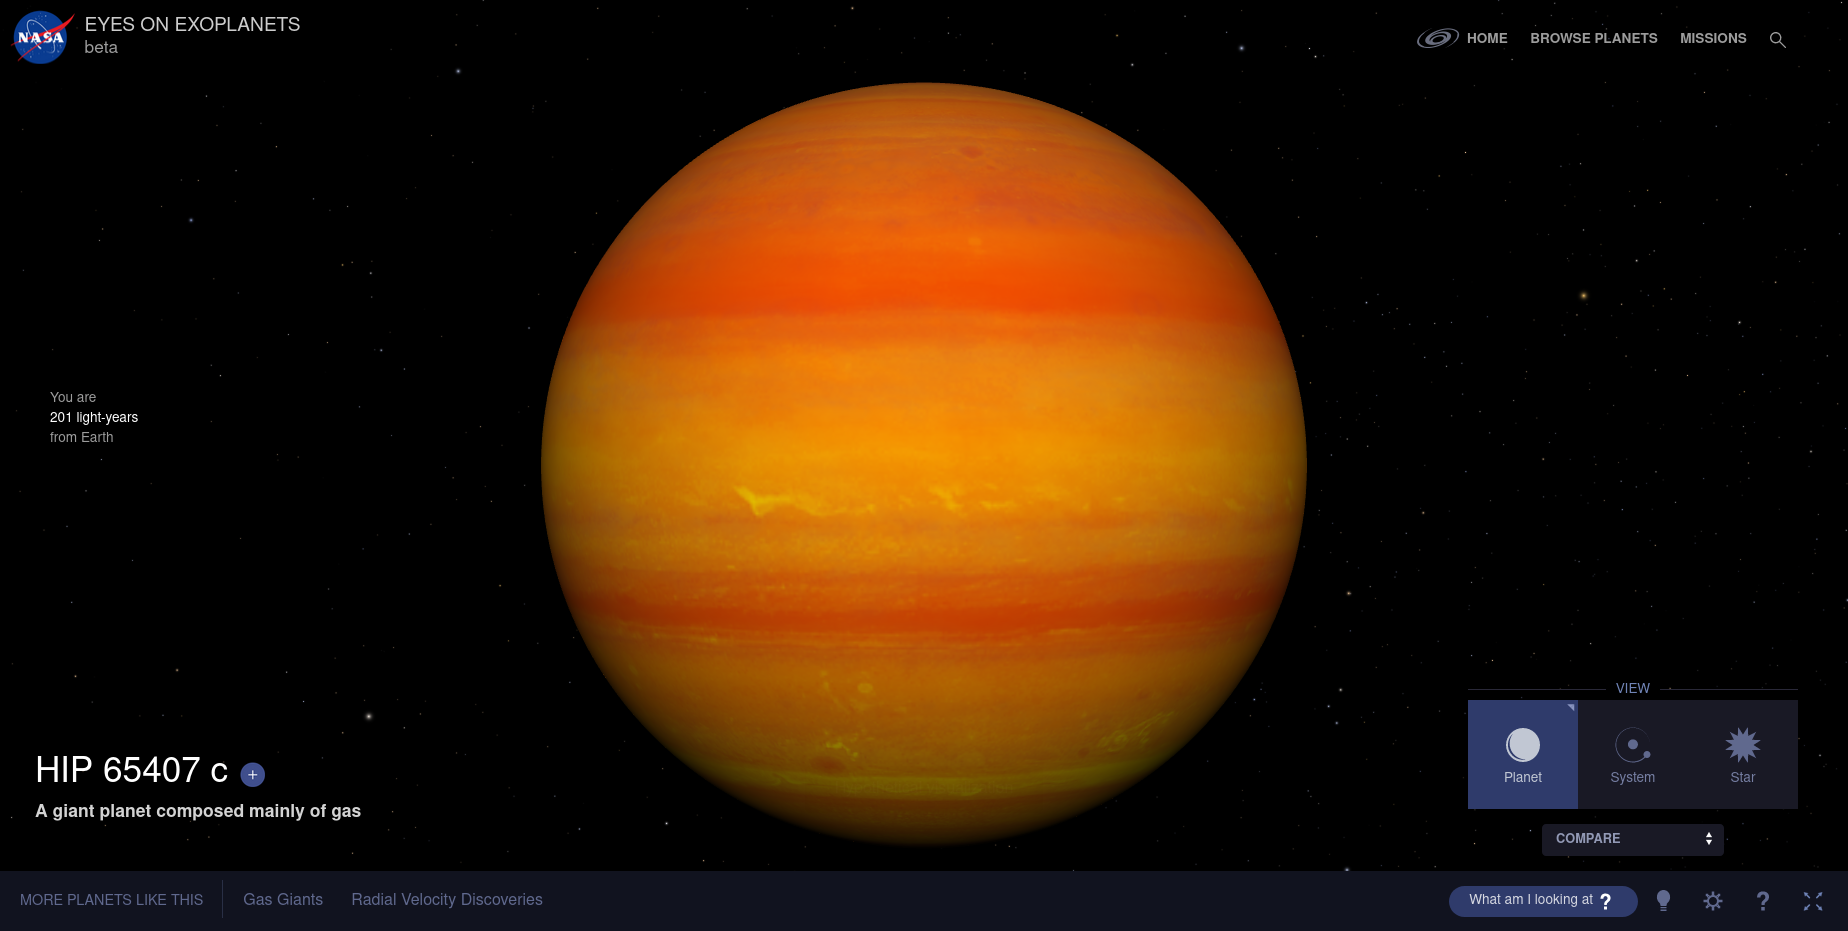 NASA
EYES ON EXOPLANETS
beta
HOME
BROWSE PLANETS
MISSIONS
You are
201 light-years
from Earth
HIP 65407 c +
A giant planet composed mainly of gas
VIEW
Planet
System
Star
COMPARE
MORE PLANETS LIKE THIS
Gas Giants
Radial Velocity Discoveries
What am I looking at ?
?